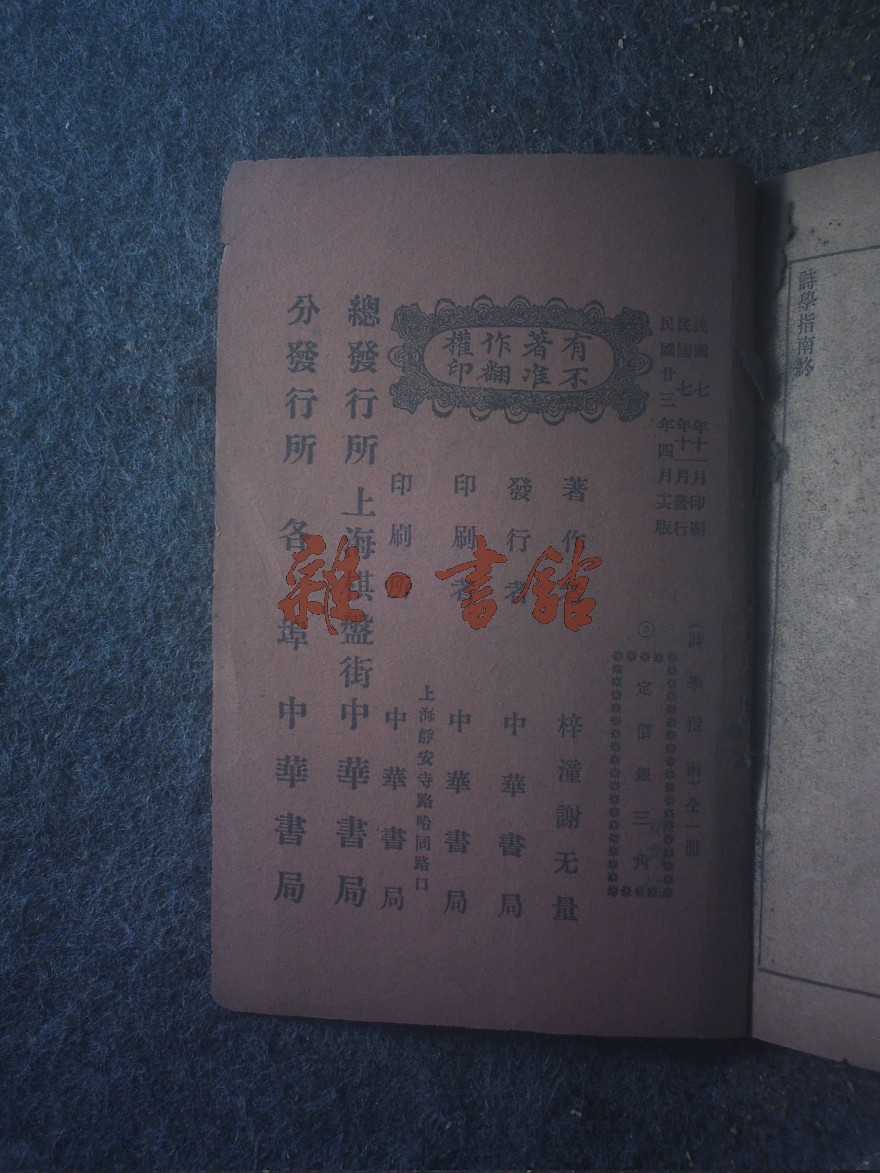 詩學指南終
民國七年十一月印刷
民國七年十一月發行
民國廿三年四月六版
(詩學指南)全一冊
定價銀三角
有著作權
不准翻印
著作者 梓潼謝无量
發行者 中華書局
印刷者 中華書局
上海靜安寺路哈同路口
印刷所 中華書局
總發行所 上海棋盤街中華書局
分發行所 各埠中華書局
雜·書館